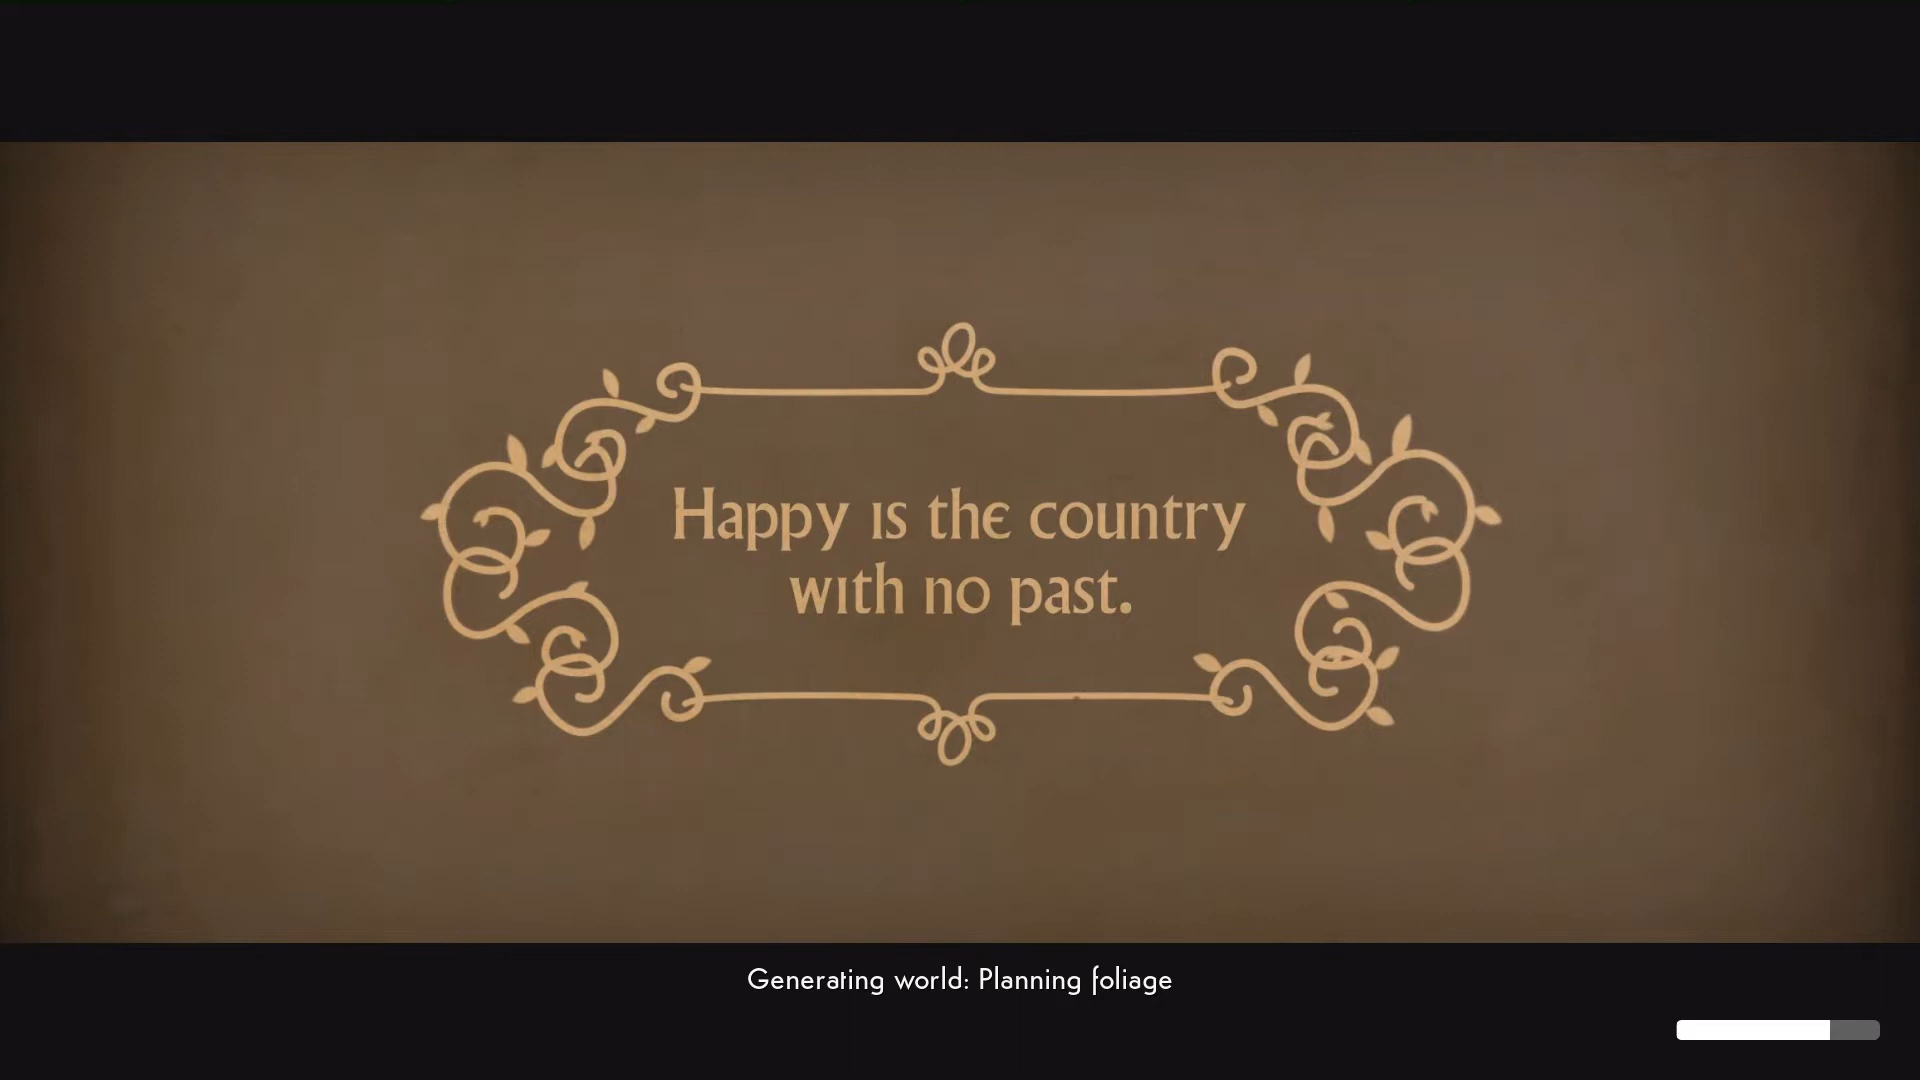 Happy is the country
with no past.
Generating world: Planning foliage